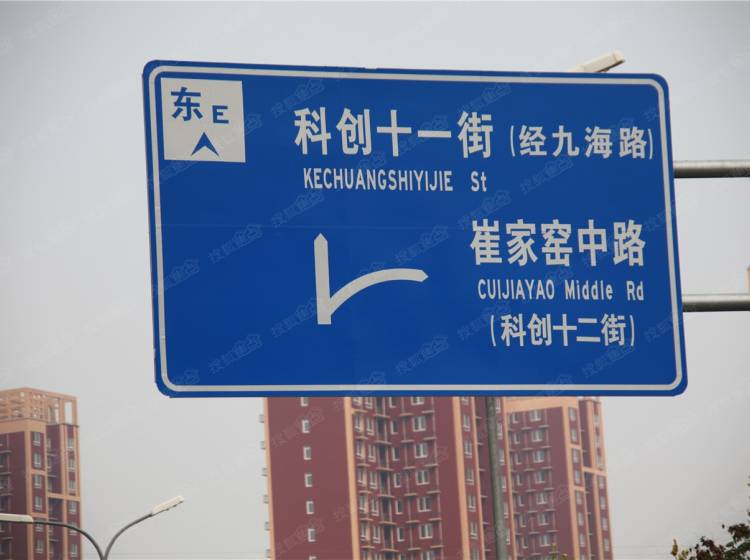 东 E
科创十一街（经九海路）
KECHUANGSHIYIJIE St
崔家窑中路
CUIJIAYAO Middle Rd
（科创十二街）